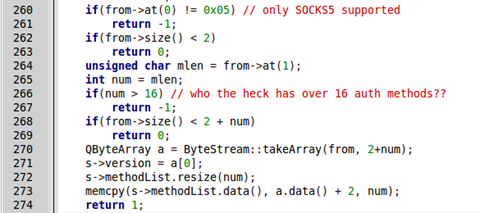 260 if(from->at(0) != 0x05) // only SOCKS5 supported
261 return -1;
262 if(from->size() < 2)
263 return 0;
264 unsigned char mlen = from->at(1);
265 int num = mlen;
266 if(num > 16) // who the heck has over 16 auth methods??
267 return -1;
268 if(from->size() < 2 + num)
269 return 0;
270 QByteArray a = ByteStream::takeArray(from, 2+num);
271 s->version = a[0];
272 s->methodList.resize(num);
273 memcpy(s->methodList.data(), a.data() + 2, num);
274 return 1;